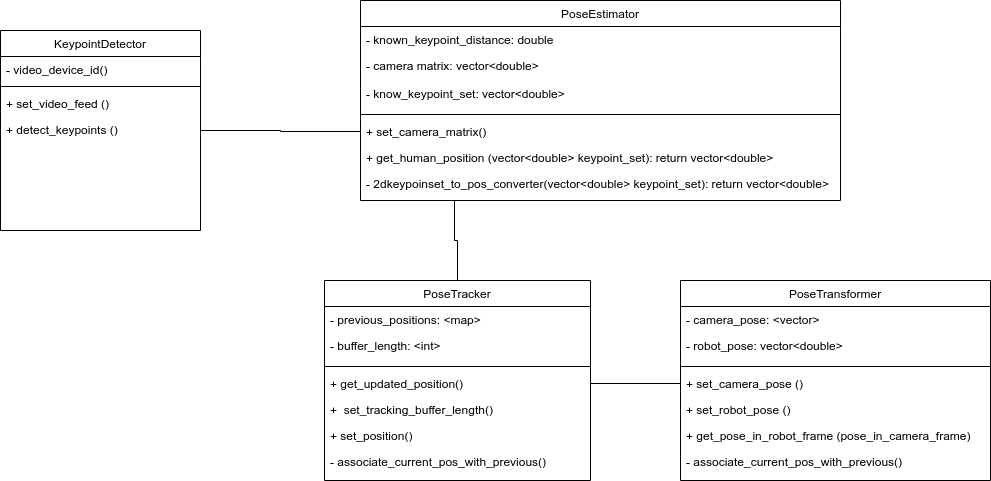 KeypointDetector
- video_device_id()
+ set_video_feed ()
+ detect_keypoints ()
PoseEstimator
- known_keypoint_distance: double
- camera matrix: vector<double>
- know_keypoint_set: vector<double>
+ set_camera_matrix()
+ get_human_position (vector<double> keypoint_set): return vector<double>
- 2dkeypoinset_to_pos_converter(vector<double> keypoint_set): return vector<double>
PoseTracker
- previous_positions: <map>
- buffer_length: <int>
+ get_updated_position()
+  set_tracking_buffer_length()
+ set_position()
- associate_current_pos_with_previous()
PoseTransformer
- camera_pose: <vector>
- robot_pose: vector<double>
+ set_camera_pose ()
+ set_robot_pose ()
+ get_pose_in_robot_frame (pose_in_camera_frame)
- associate_current_pos_with_previous()